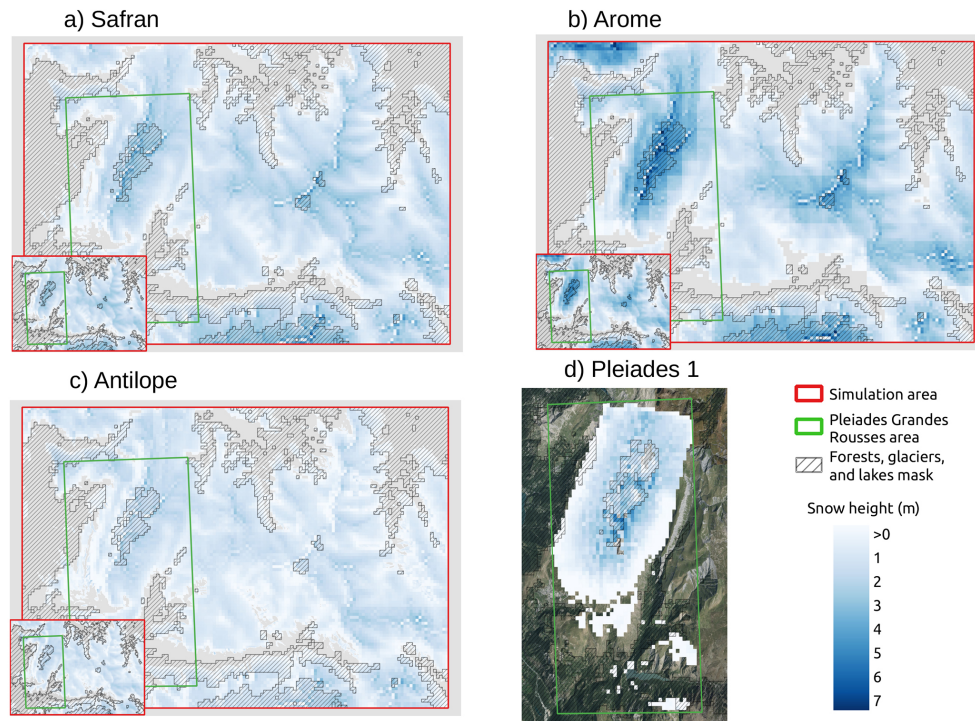 a) Safran
b) Arome
c) Antilope
d) Pleiades 1
Simulation area
Pleiades Grandes
Rousses area
Forests, glaciers,
and lakes mask
Snow height (m)
>0
1
2
3
4
5
6
7